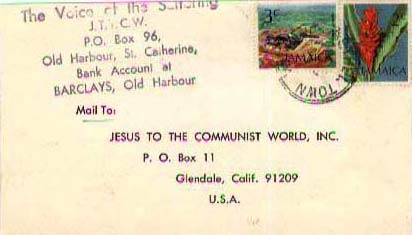 The Voice of the Suffering
J.T.T.C.W.
P.O. Box 96,
Old Harbour, St. Catherine,
Bank Account at
BARCLAYS, Old Harbour
3c
JAMAICA
JAMAICA
TOWN
Mail To:
JESUS TO THE COMMUNIST WORLD, INC.
P. O. Box 11
Glendale, Calif. 91209
U.S.A.